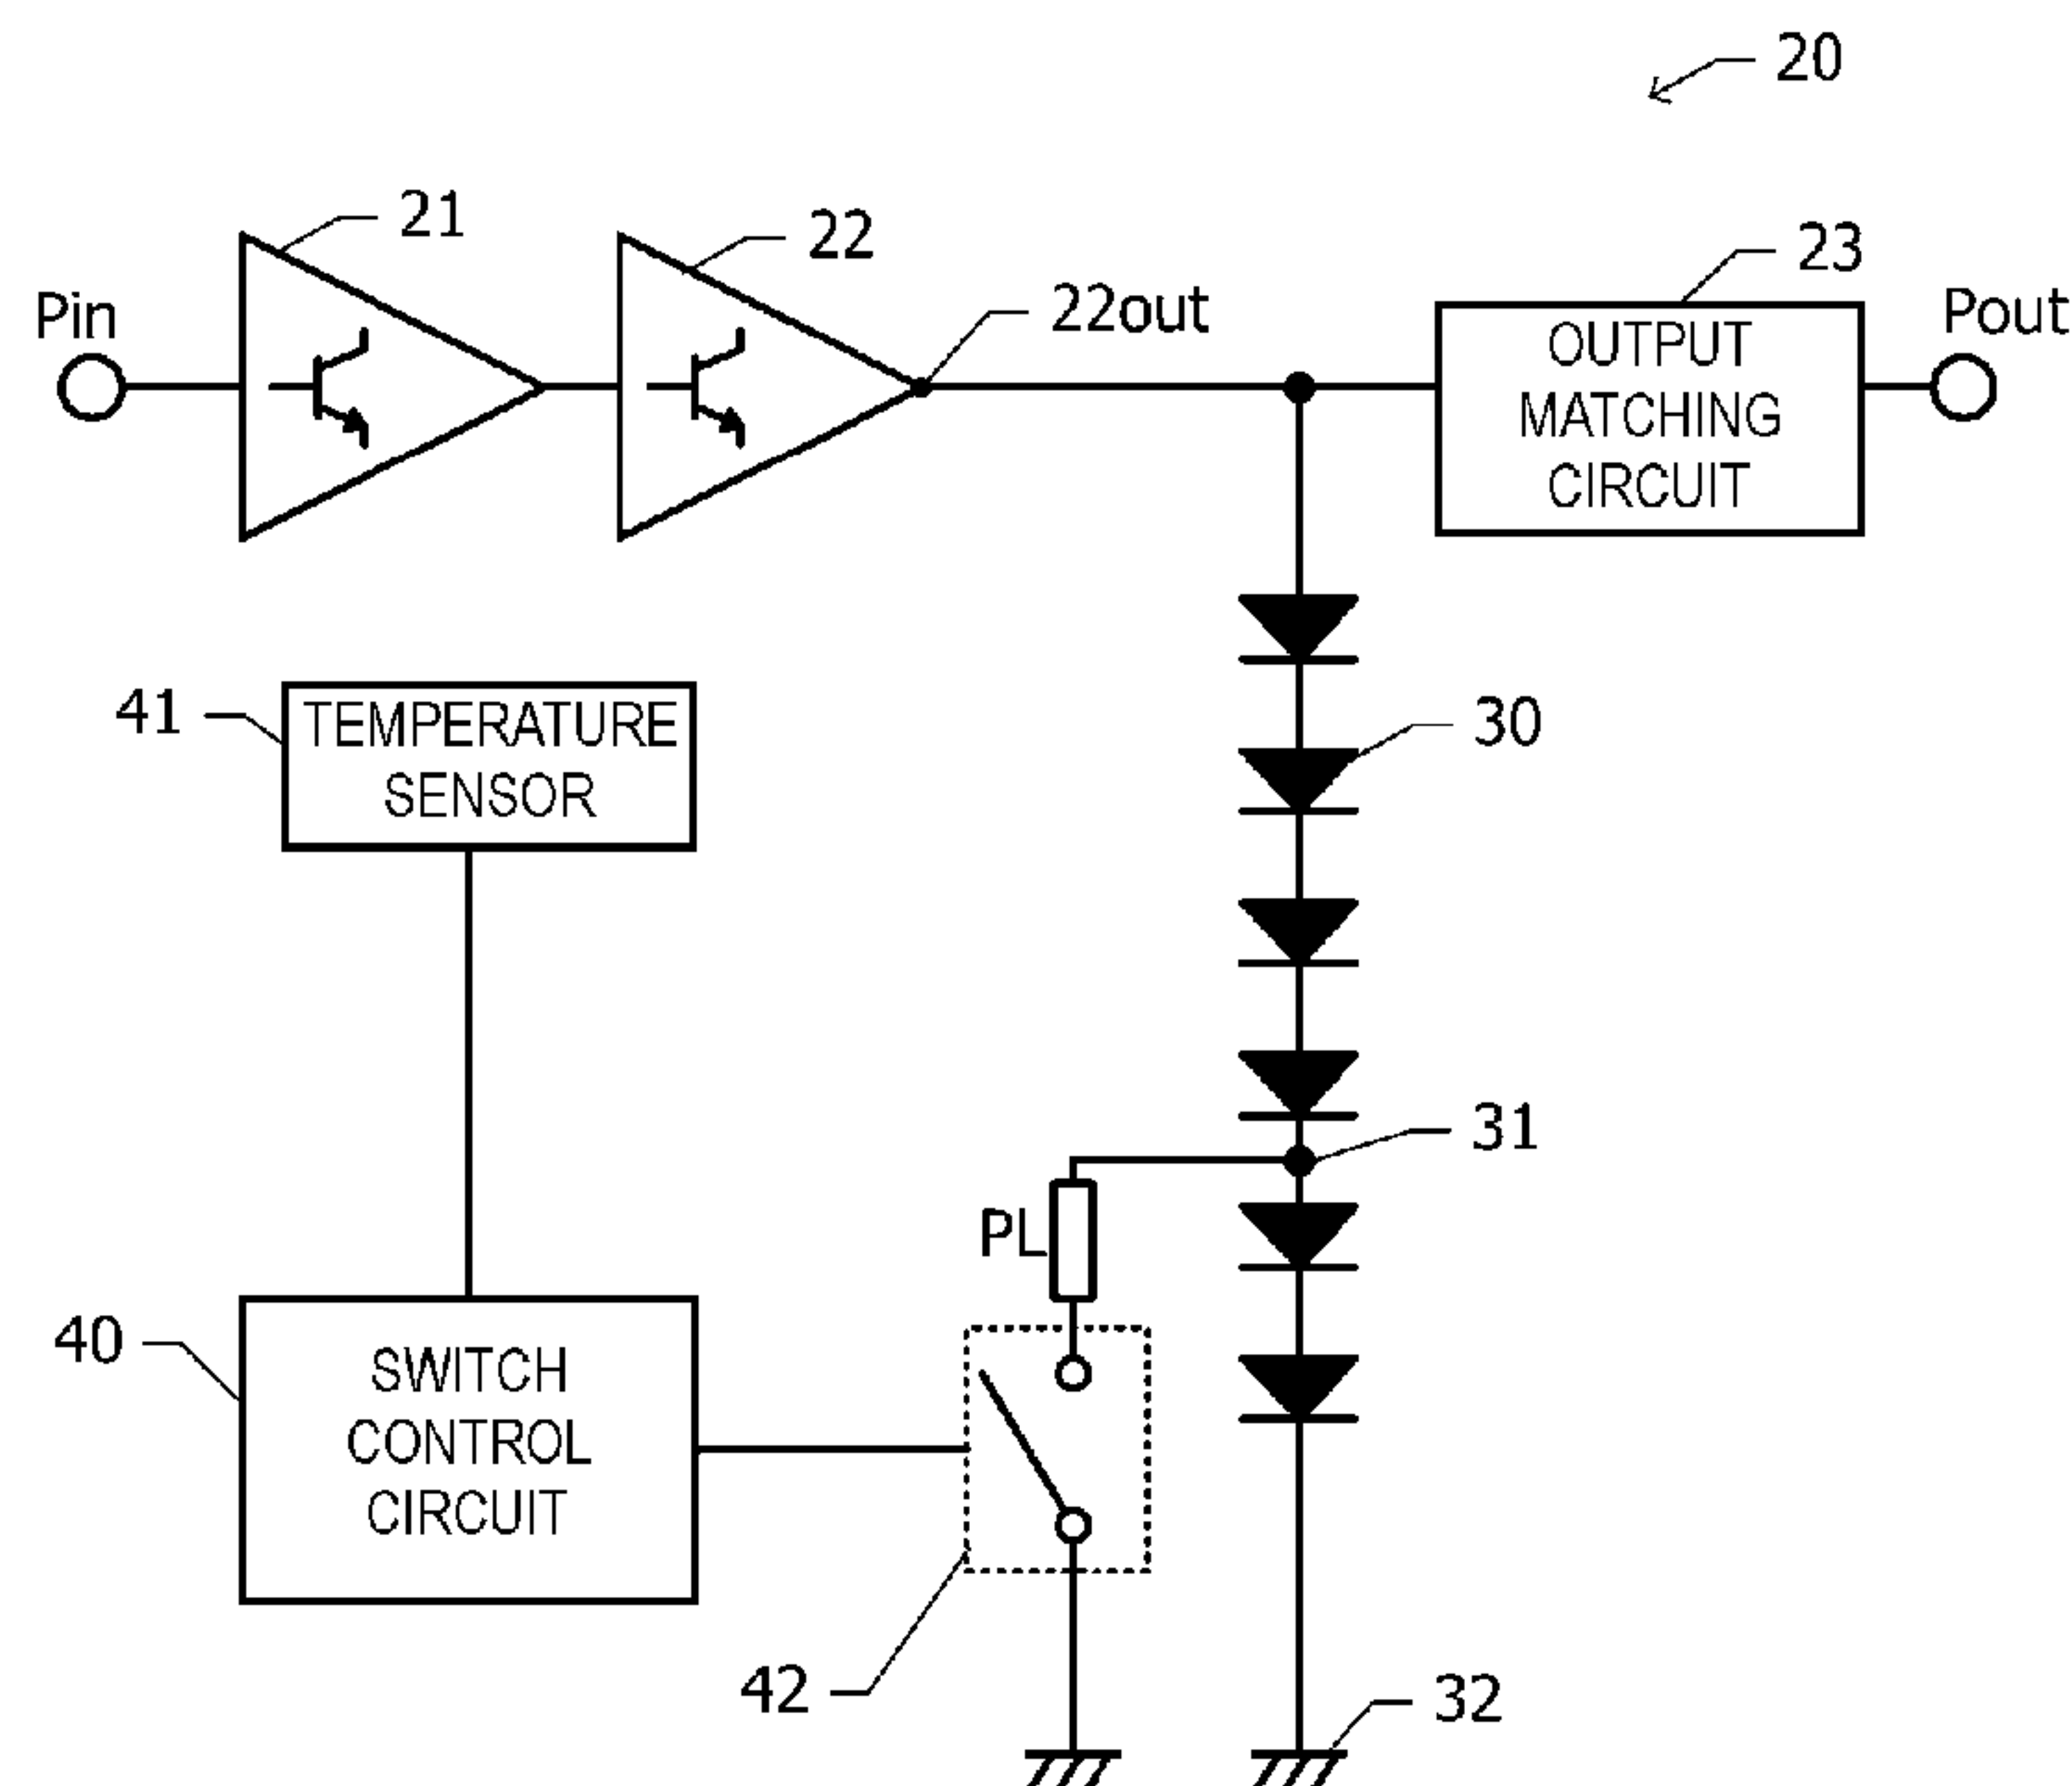 20
21
22
23
Pin
22out
Pout
OUTPUT
MATCHING
CIRCUIT
41
TEMPERATURE
SENSOR
30
31
PL
40
SWITCH
CONTROL
CIRCUIT
42
32